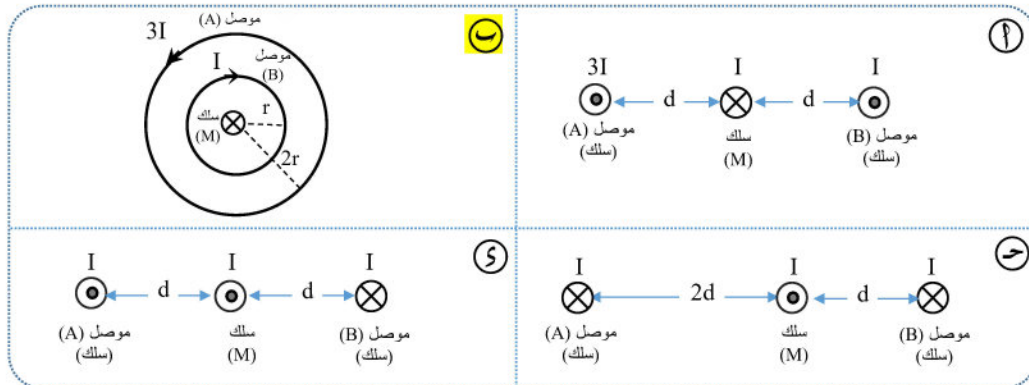 أ
3I I I
d d
موصل (A) سلك موصل (B)
(سلك) (M) (سلك)
ب
موصل (A)
3I
موصل
I (B)
سلك r
(M)
2r
حـ
I I I
2d d
موصل (A) سلك موصل (B)
(سلك) (M) (سلك)
د
I I I
d d
موصل (A) سلك موصل (B)
(سلك) (M) (سلك)